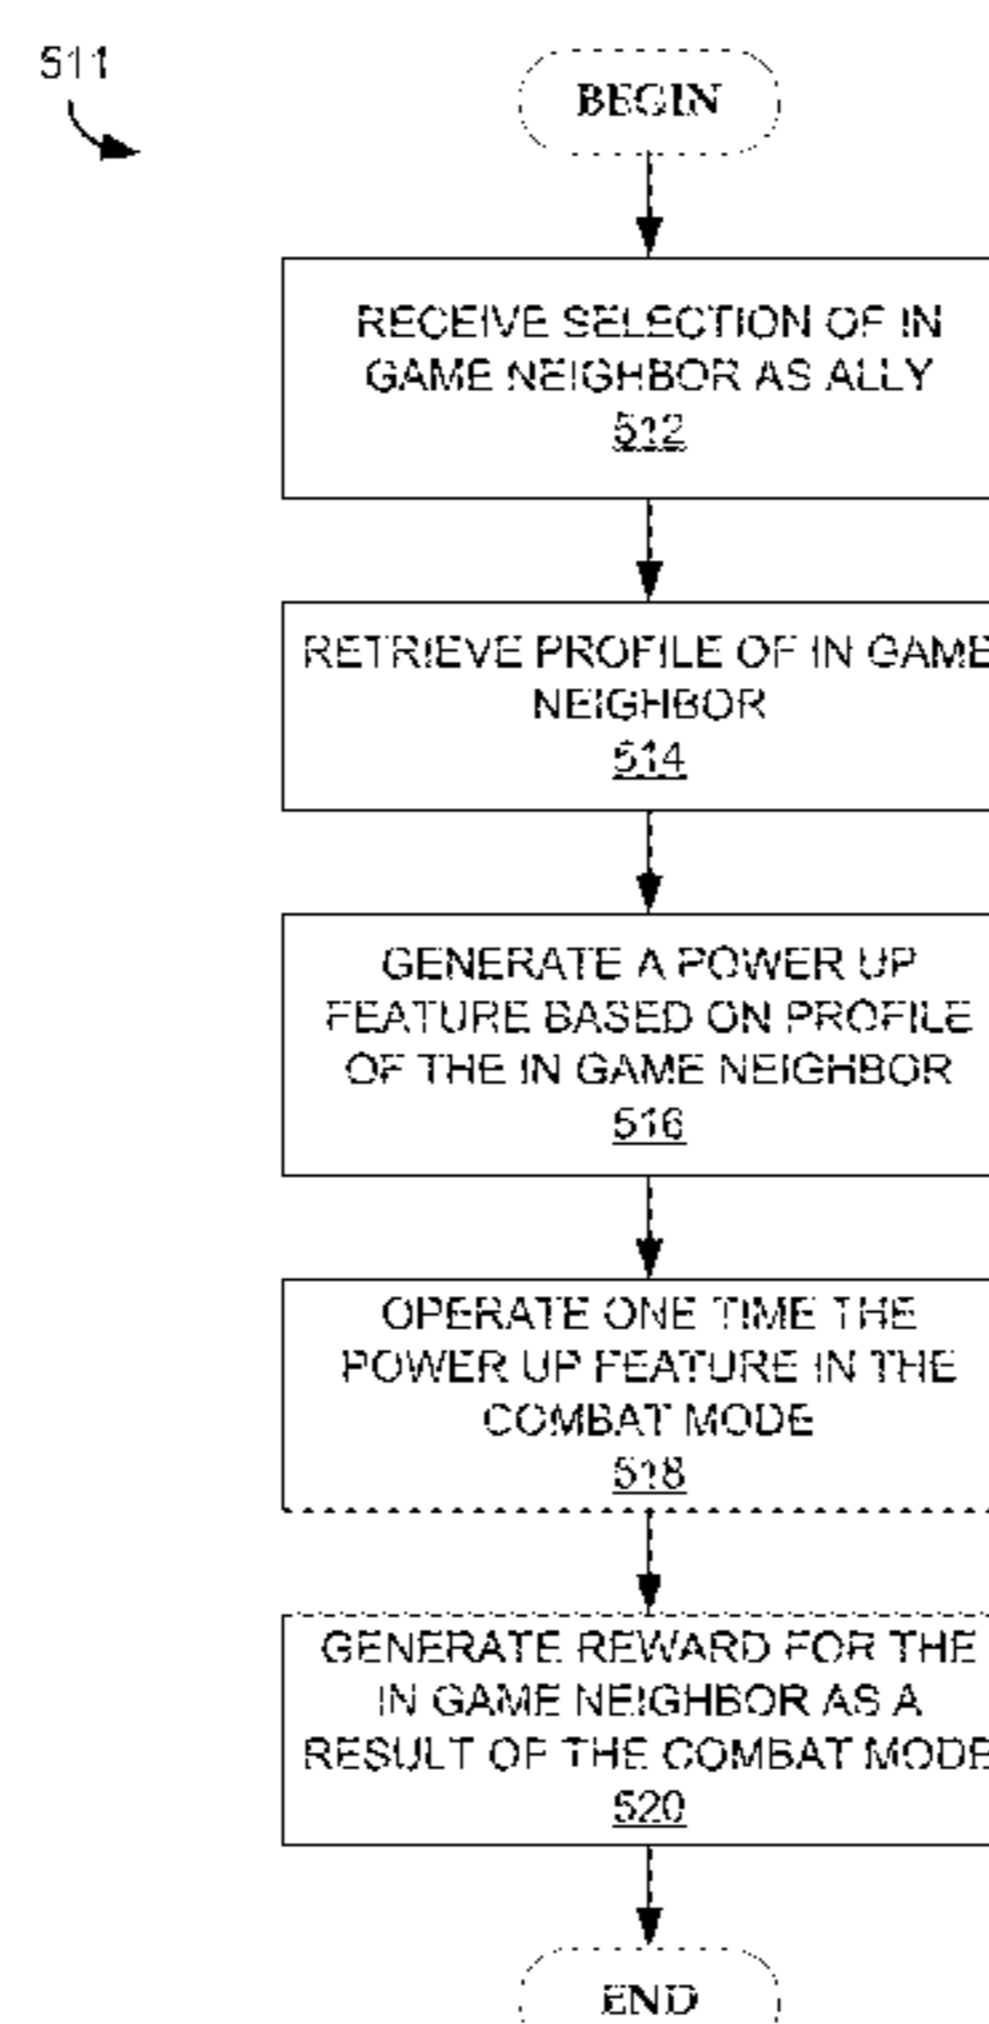 511
BEGIN
RECEIVE SELECTION OF IN
GAME NEIGHBOR AS ALLY
512
RETRIEVE PROFILE OF IN GAME
NEIGHBOR
514
GENERATE A POWER UP
FEATURE BASED ON PROFILE
OF THE IN GAME NEIGHBOR
516
OPERATE ONE TIME THE
POWER UP FEATURE IN THE
COMBAT MODE
518
GENERATE REWARD FOR THE
IN GAME NEIGHBOR AS A
RESULT OF THE COMBAT MODE
520
END